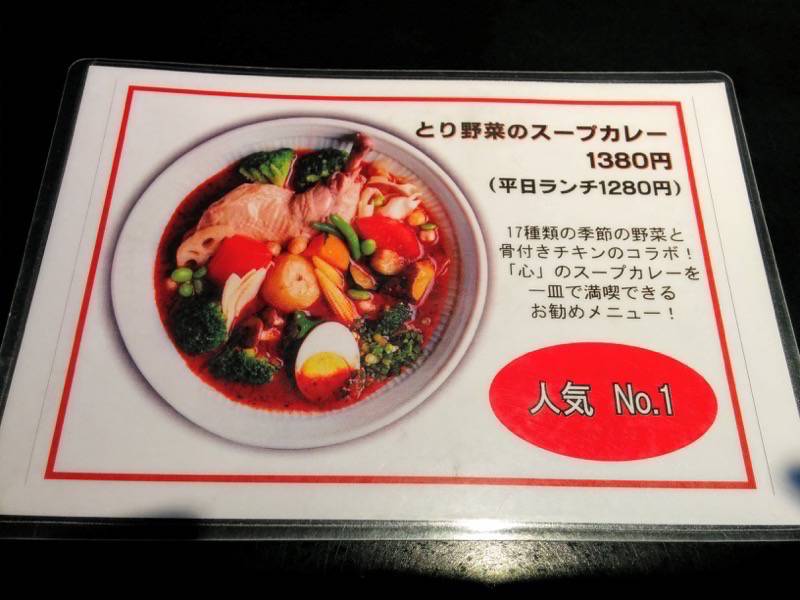 とり野菜のスープカレー
1380円
(平日ランチ1280円)
17種類の季節の野菜と
骨付きチキンのコラボ！
「心」のスープカレーを
一皿で満喫できる
お勧めメニュー！
人気 No.1